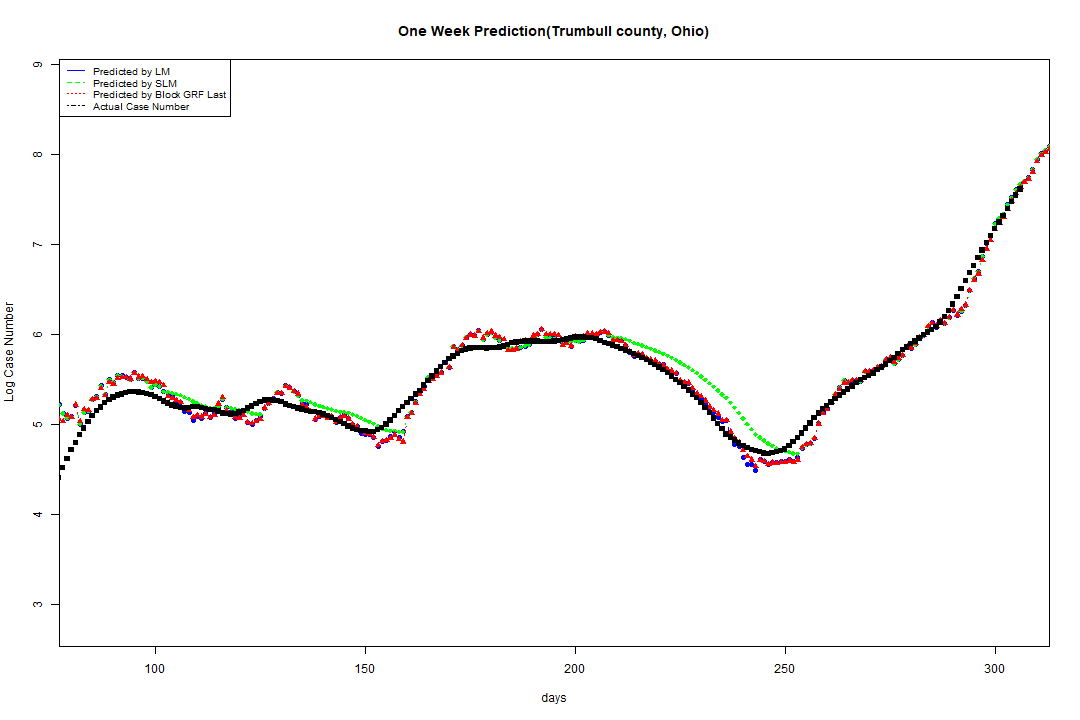 One Week Prediction(Trumbull county, Ohio)
Predicted by LM
Predicted by SLM
Predicted by Block GRF Last
Actual Case Number
Log Case Number
9
8
7
6
5
4
3
100 150 200 250 300
days